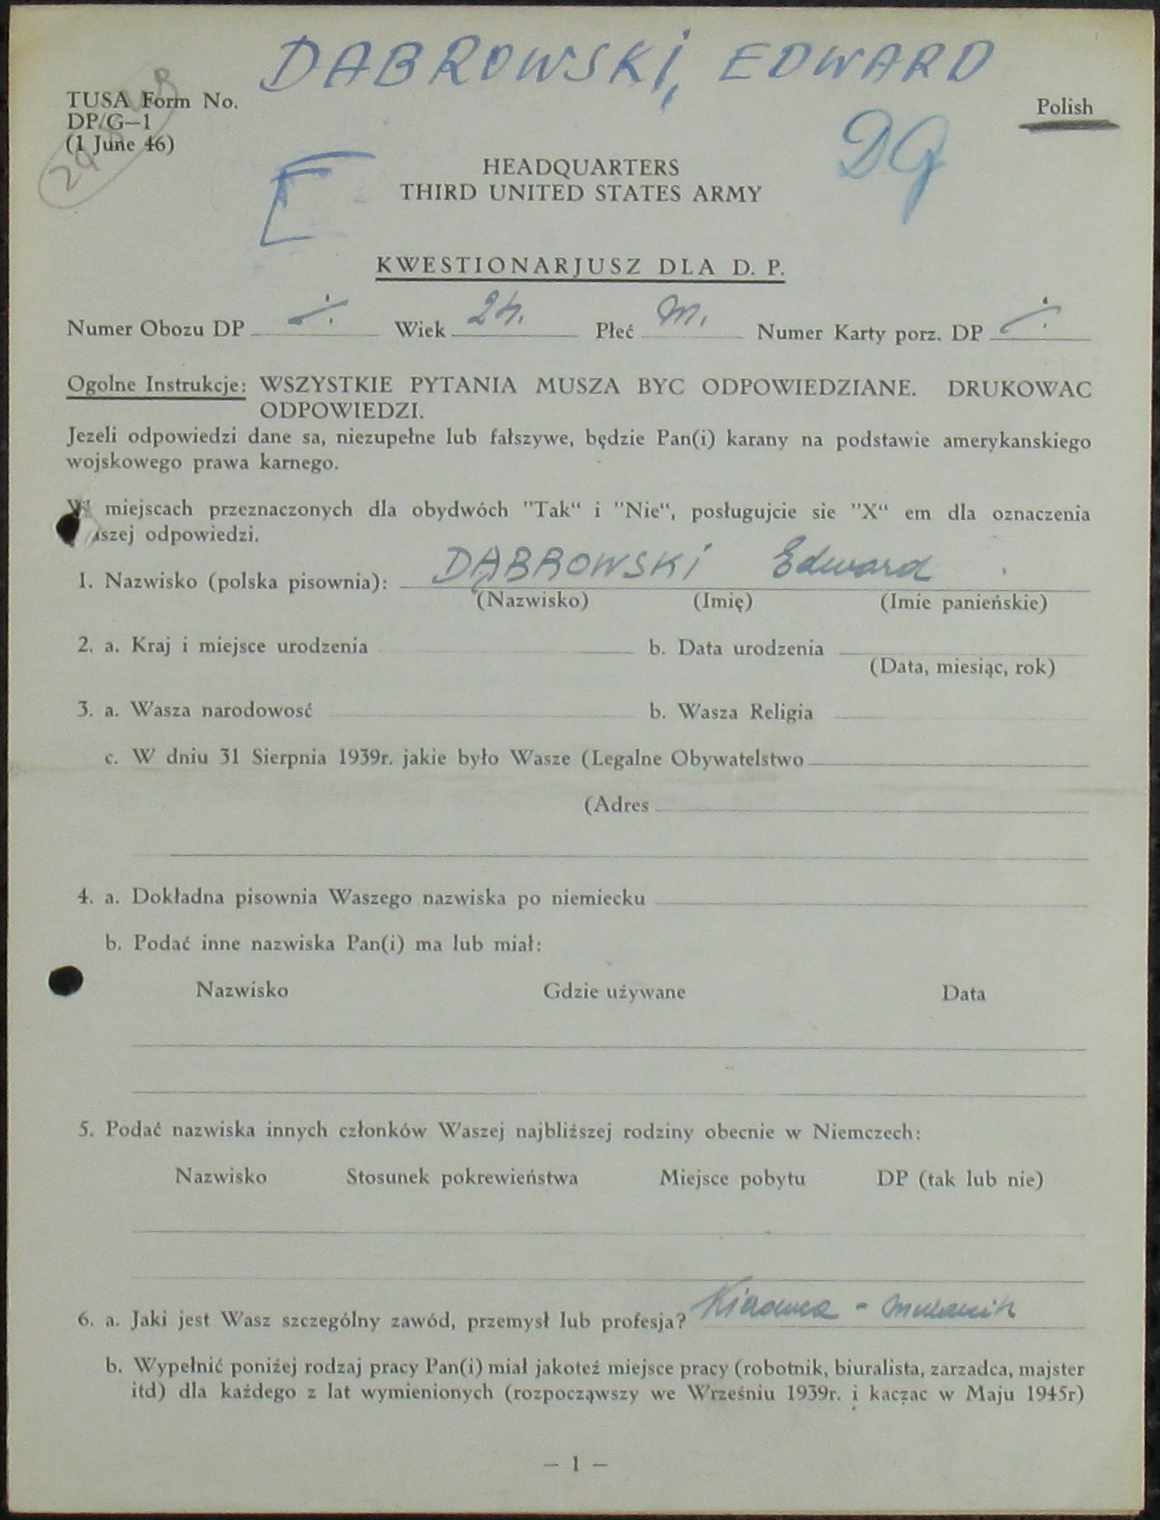 DABROWSKI, EDWARD
TUSA Form No.
DP/G—1
(1 June 46)
Polish
DG
HEADQUARTERS
THIRD UNITED STATES ARMY
KWESTIONARJUSZ DLA D. P.
Numer Obozu DP ·/. Wiek 24. Płeć M. Numer Karty porz. DP ·/.
Ogolne Instrukcje: WSZYSTKIE PYTANIA MUSZA BYC ODPOWIEDZIANE. DRUKOWAC
ODPOWIEDZI.
Jezeli odpowiedzi dane sa, niezupełne lub fałszywe, będzie Pan(i) karany na podstawie amerykanskiego
wojskowego prawa karnego.
W miejscach przeznaczonych dla obydwóch "Tak“ i "Nie“, posługujcie sie "X“ em dla oznaczenia
aszej odpowiedzi.
1. Nazwisko (polska pisownia): DĄBROWSKI Edward
(Nazwisko) (Imię) (Imie panieńskie)
2. a. Kraj i miejsce urodzenia b. Data urodzenia
(Data, miesiąc, rok)
3. a. Wasza narodowosć b. Wasza Religia
c. W dniu 31 Sierpnia 1939r. jakie było Wasze (Legalne Obywatelstwo
(Adres
4. a. Dokładna pisownia Waszego nazwiska po niemiecku
b. Podać inne nazwiska Pan(i) ma lub miał:
Nazwisko Gdzie używane Data
5. Podać nazwiska innych członków Waszej najbliższej rodziny obecnie w Niemczech:
Nazwisko Stosunek pokrewieństwa Miejsce pobytu DP (tak lub nie)
6. a. Jaki jest Wasz szczególny zawód, przemysł lub profesja? - mechanik
b. Wypełnić poniżej rodzaj pracy Pan(i) miał jakoteż miejsce pracy (robotnik, biuralista, zarzadca, majster
itd) dla każdego z lat wymienionych (rozpocząwszy we Wrześniu 1939r. i kacząc w Maju 1945r)
— 1 —